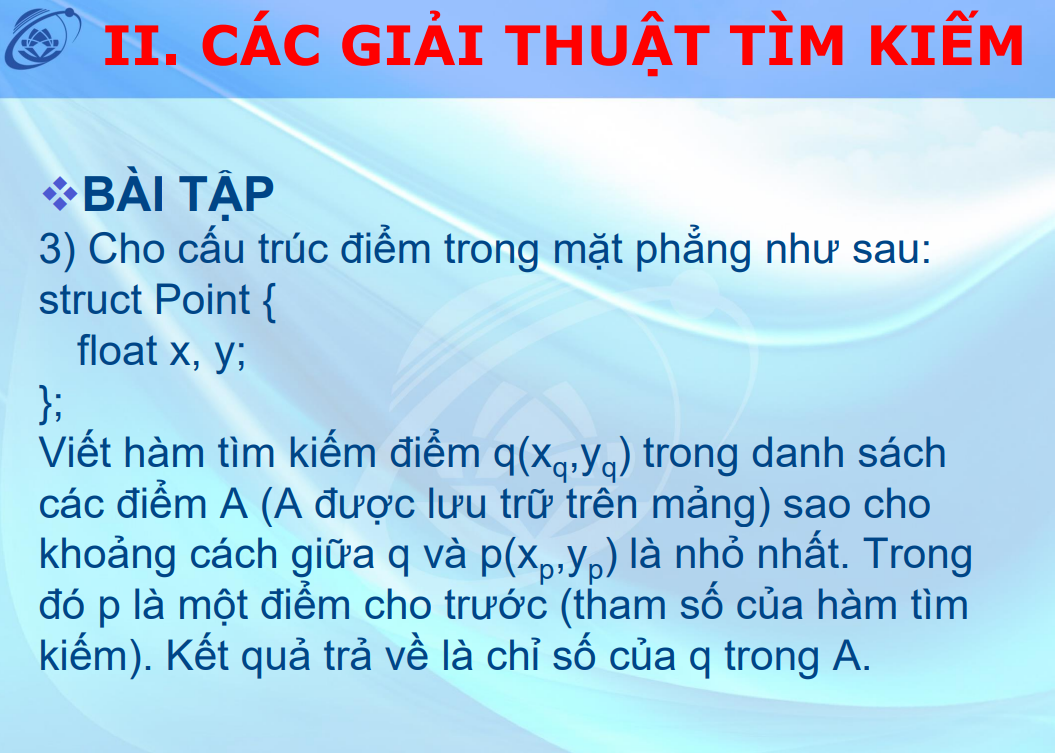 II. CÁC GIẢI THUẬT TÌM KIẾM
BÀI TẬP
3) Cho cấu trúc điểm trong mặt phẳng như sau:
struct Point {
float x, y;
};
Viết hàm tìm kiếm điểm q(xq,yq) trong danh sách
các điểm A (A được lưu trữ trên mảng) sao cho
khoảng cách giữa q và p(xp,yp) là nhỏ nhất. Trong
đó p là một điểm cho trước (tham số của hàm tìm
kiếm). Kết quả trả về là chỉ số của q trong A.